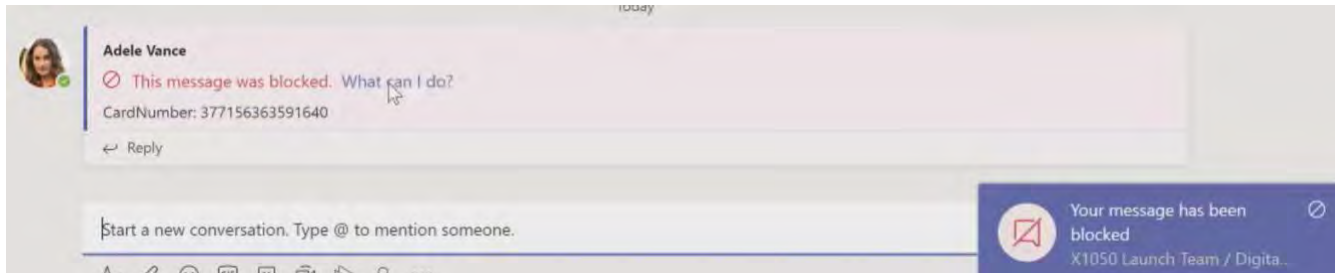 Today
Adele Vance
This message was blocked. What can I do?
CardNumber: 377156363591640
Reply
Start a new conversation. Type @ to mention someone.
Your message has been
blocked
X1050 Launch Team / Digita...